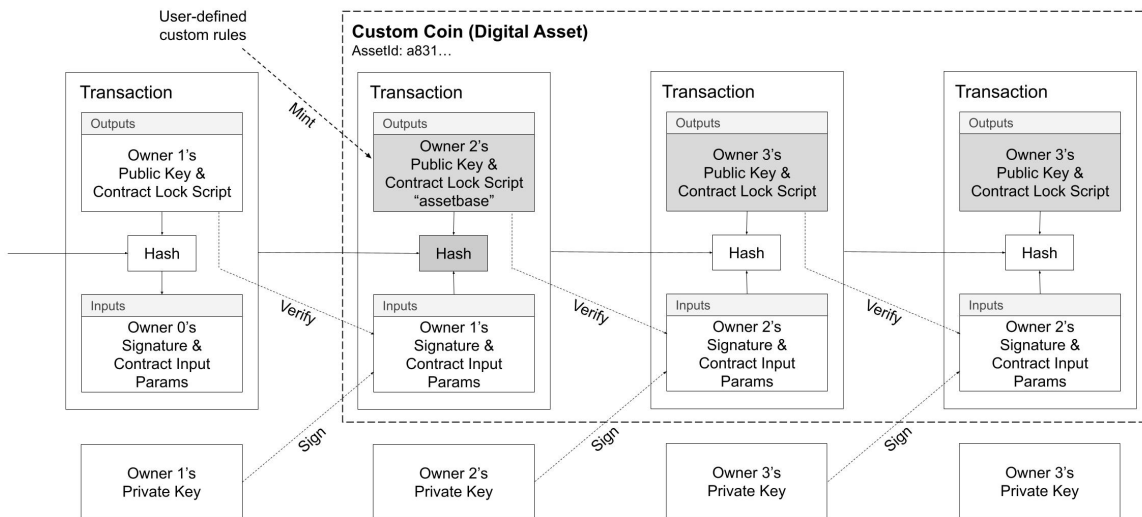 User-defined
custom rules
Mint
Custom Coin (Digital Asset)
AssetId: a831…
Transaction
Outputs
Owner 1’s
Public Key &
Contract Lock Script
Hash
Inputs
Owner 0’s
Signature &
Contract Input
Params
Verify
Transaction
Outputs
Owner 2’s
Public Key &
Contract Lock Script
“assetbase”
Hash
Inputs
Owner 1’s
Signature &
Contract Input
Params
Verify
Transaction
Outputs
Owner 3’s
Public Key &
Contract Lock Script
Hash
Inputs
Owner 2’s
Signature &
Contract Input
Params
Verify
Transaction
Outputs
Owner 3’s
Public Key &
Contract Lock Script
Hash
Inputs
Owner 2’s
Signature &
Contract Input
Params
Owner 1’s
Private Key
Sign
Owner 2’s
Private Key
Sign
Owner 3’s
Private Key
Sign
Owner 3’s
Private Key